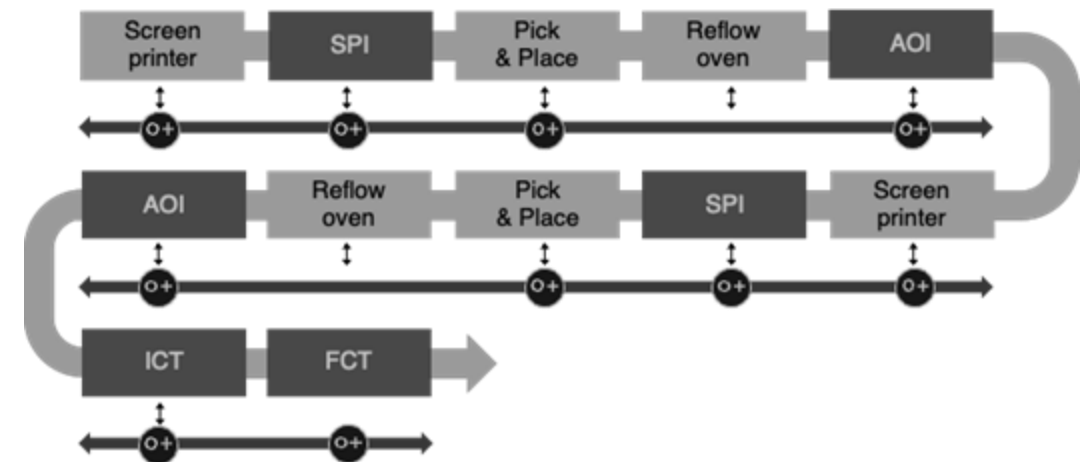 Screen
printer
SPI
Pick
& Place
Reflow
oven
AOI
O+
O+
O+
O+
AOI
Reflow
oven
Pick
& Place
SPI
Screen
printer
O+
O+
O+
O+
ICT
FCT
O+
O+